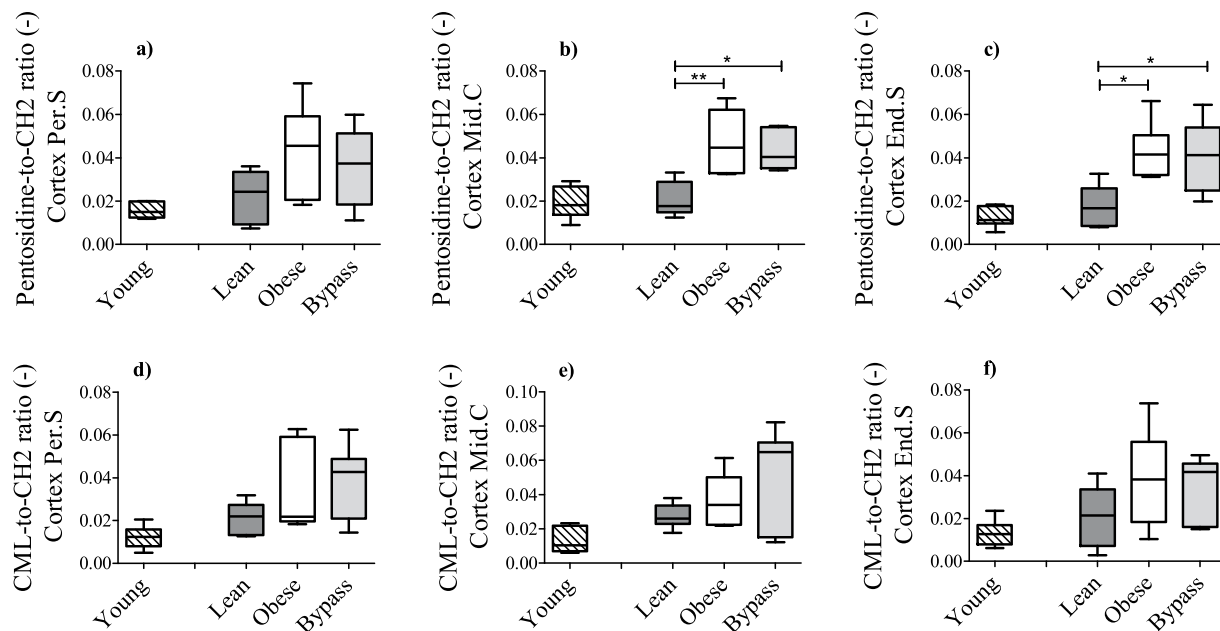 a)
Pentosidine-to-CH2 ratio (-)
Cortex Per.S
0.08
0.06
0.04
0.02
0.00
Young
Lean
Obese
Bypass
b)
Pentosidine-to-CH2 ratio (-)
Cortex Mid.C
*
**
0.08
0.06
0.04
0.02
0.00
Young
Lean
Obese
Bypass
c)
Pentosidine-to-CH2 ratio (-)
Cortex End.S
*
*
0.08
0.06
0.04
0.02
0.00
Young
Lean
Obese
Bypass
d)
CML-to-CH2 ratio (-)
Cortex Per.S
0.08
0.06
0.04
0.02
0.00
Young
Lean
Obese
Bypass
e)
CML-to-CH2 ratio (-)
Cortex Mid.C
0.10
0.08
0.06
0.04
0.02
0.00
Young
Lean
Obese
Bypass
f)
CML-to-CH2 ratio (-)
Cortex End.S
0.08
0.06
0.04
0.02
0.00
Young
Lean
Obese
Bypass